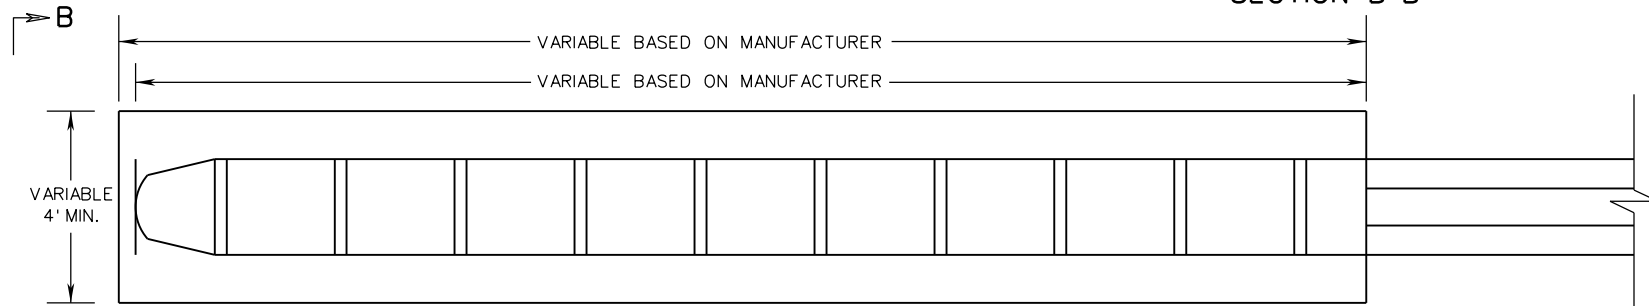 B
VARIABLE BASED ON MANUFACTURER
VARIABLE BASED ON MANUFACTURER
VARIABLE
4' MIN.